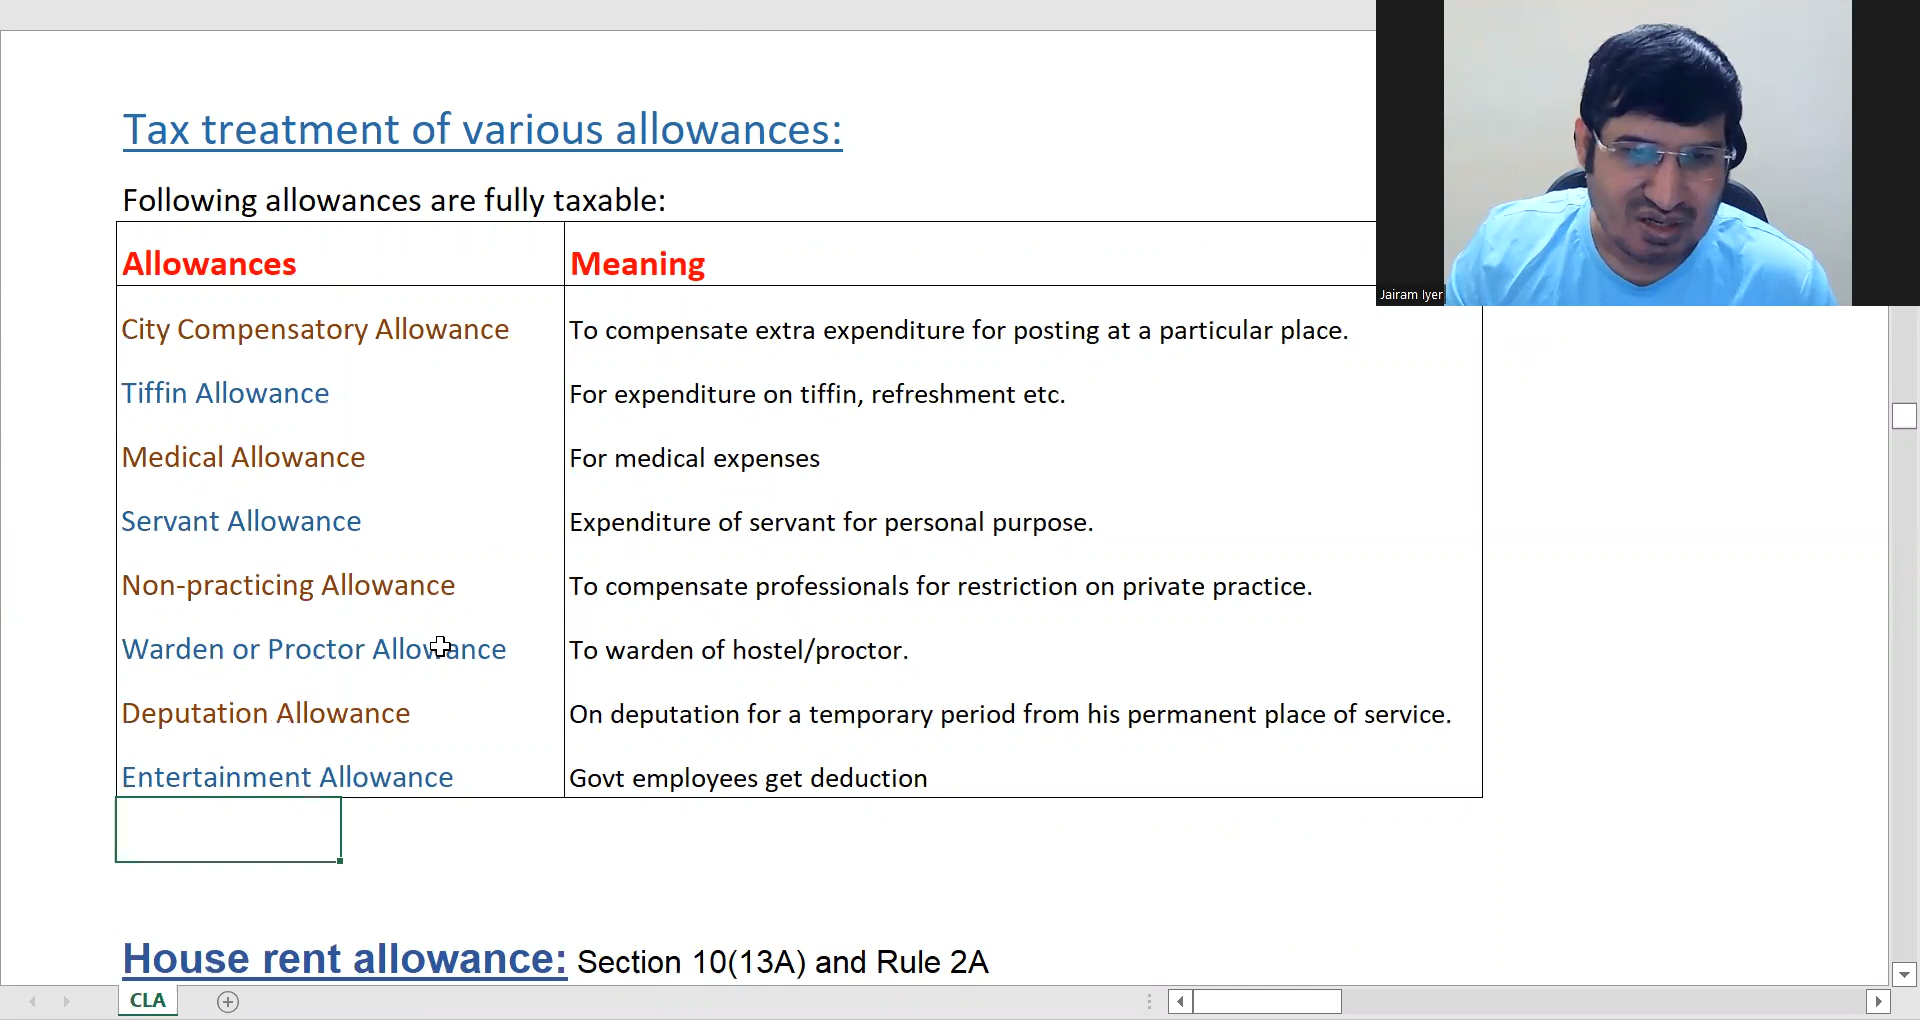 Tax treatment of various allowances:
Following allowances are fully taxable:
Allowances Meaning
City Compensatory Allowance To compensate extra expenditure for posting at a particular place.
Tiffin Allowance For expenditure on tiffin, refreshment etc.
Medical Allowance For medical expenses
Servant Allowance Expenditure of servant for personal purpose.
Non-practicing Allowance To compensate professionals for restriction on private practice.
Warden or Proctor Allowance To warden of hostel/proctor.
Deputation Allowance On deputation for a temporary period from his permanent place of service.
Entertainment Allowance Govt employees get deduction
House rent allowance: Section 10(13A) and Rule 2A
CLA
Jairam Iyer